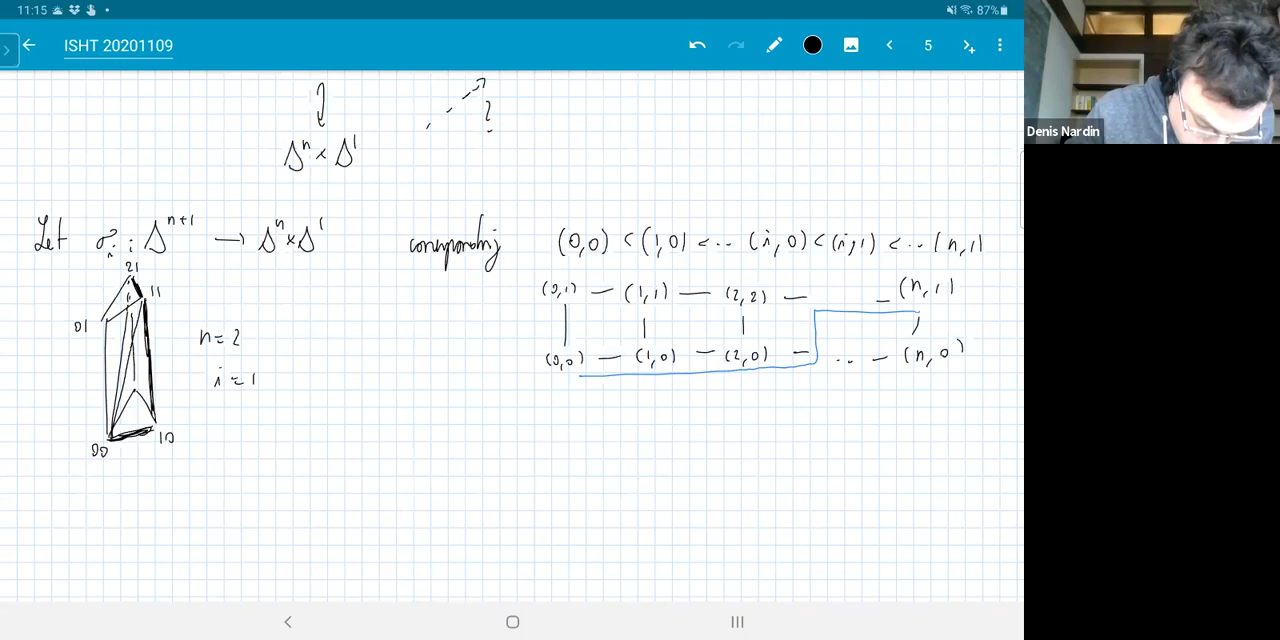 11:15 87%
ISHT 20201109
5
Denis Nardin
?
Δⁿ × Δ¹
Let σᵢ : Δⁿ⁺¹ → Δⁿ × Δ¹ corresponding (0,0) < (1,0) < ... (i,0) < (i,1) < ... (n,1)
21
11
01
(0,1) — (1,1) — (2,2) — _ (n,1)
n = 2
(0,0) — (1,0) — (2,0) — ... — (n,0)
i = 1
10
00